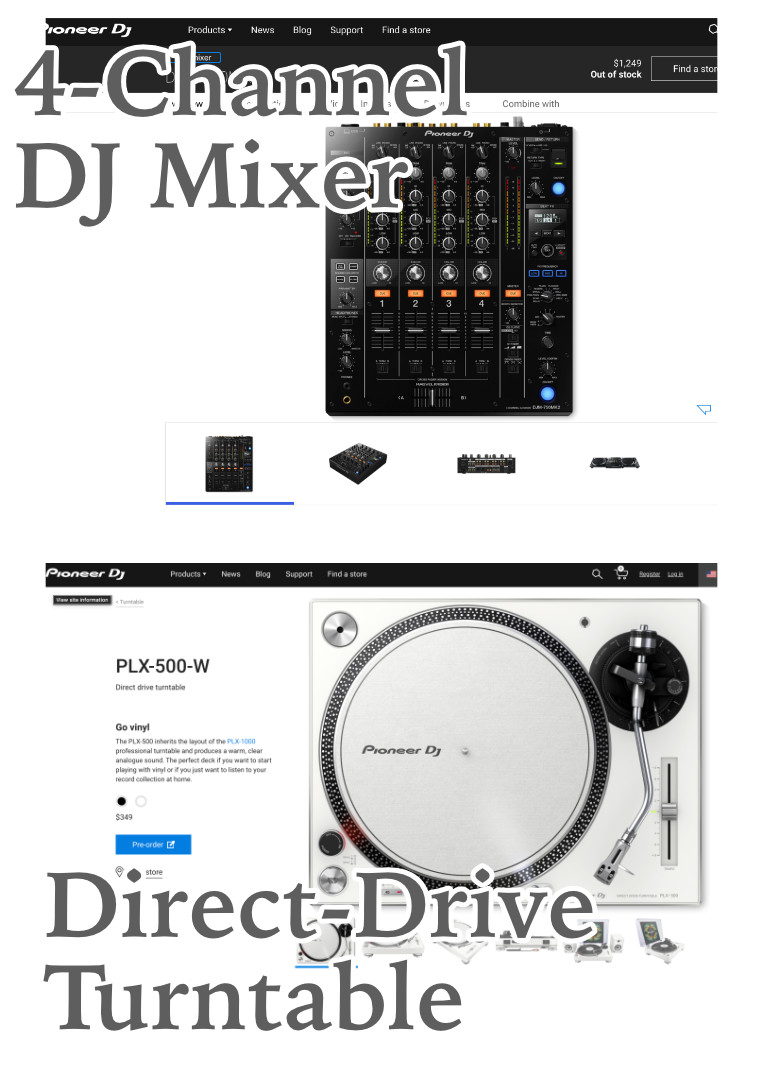 Pioneer Dj
Products News Blog Support Find a store
mixer
$1,249
Out of stock
Find a stor
4-Channel
DJ Mixer
Combine with
Pioneer Dj
1 2 3 4
DJM-750MK2
Pioneer Dj
Products News Blog Support Find a store
Register Log in
View site information
< Turntable
PLX-500-W
Direct drive turntable
Go vinyl
The PLX-500 inherits the layout of the PLX-1000
professional turntable and produces a warm, clear
analogue sound. The perfect deck if you want to start
playing with vinyl or if you just want to listen to your
record collection at home.
$349
Pre-order
store
Pioneer Dj
PLX-500
Direct-Drive
Turntable